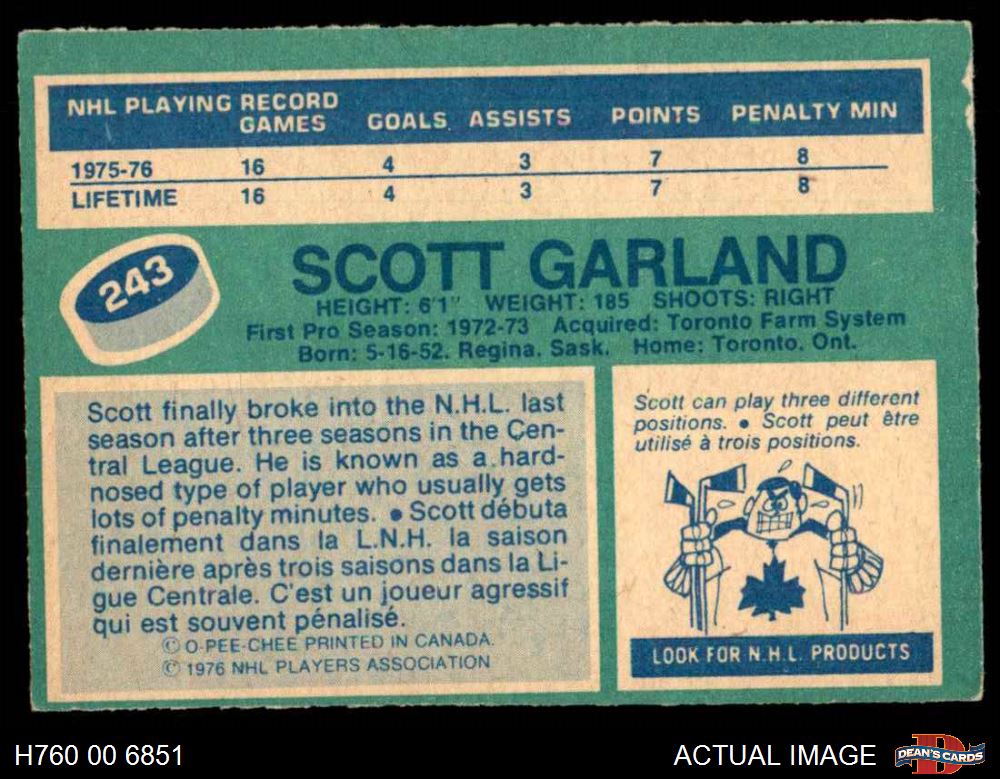 NHL PLAYING RECORD
GAMES GOALS ASSISTS POINTS PENALTY MIN
1975-76 16 4 3 7 8
LIFETIME 16 4 3 7 8
243
SCOTT GARLAND
HEIGHT: 6'1" WEIGHT: 185 SHOOTS: RIGHT
First Pro Season: 1972-73 Acquired: Toronto Farm System
Born: 5-16-52. Regina. Sask. Home: Toronto. Ont.
Scott finally broke into the N.H.L. last
season after three seasons in the Cen-
tral League. He is known as a hard-
nosed type of player who usually gets
lots of penalty minutes. ● Scott débuta
finalement dans la L.N.H. la saison
dernière après trois saisons dans la Li-
gue Centrale. C'est un joueur agressif
qui est souvent pénalisé.
© O-PEE-CHEE PRINTED IN CANADA.
© 1976 NHL PLAYERS ASSOCIATION
Scott can play three different
positions. ● Scott peut être
utilisé à trois positions.
LOOK FOR N.H.L. PRODUCTS
H760 00 6851
ACTUAL IMAGE
D
DEAN'S CARDS